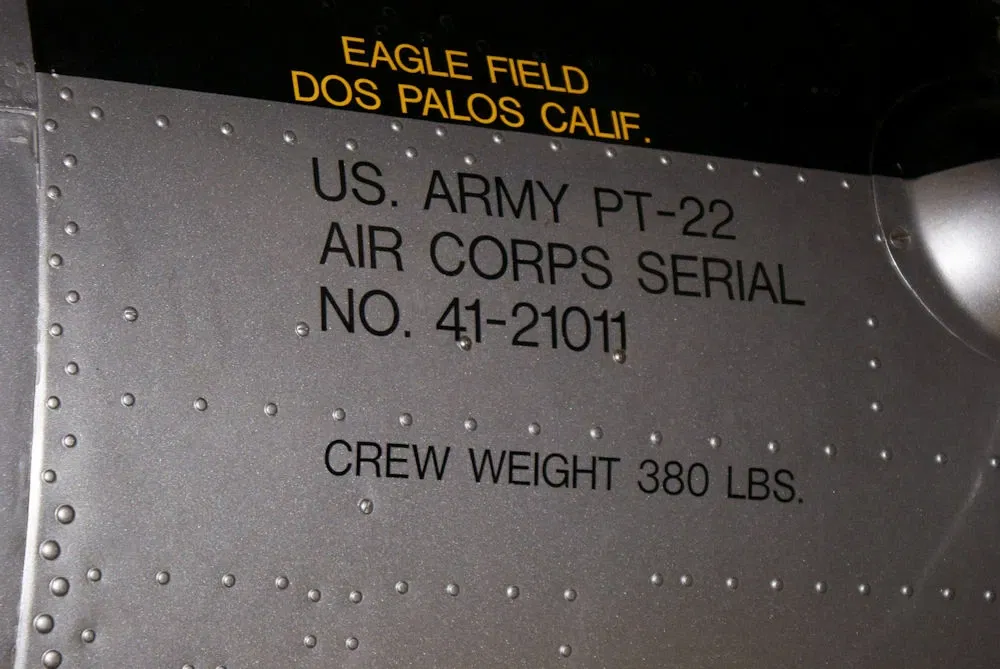 EAGLE FIELD
DOS PALOS CALIF.
US. ARMY PT-22
AIR CORPS SERIAL
NO. 41-21011
CREW WEIGHT 380 LBS.